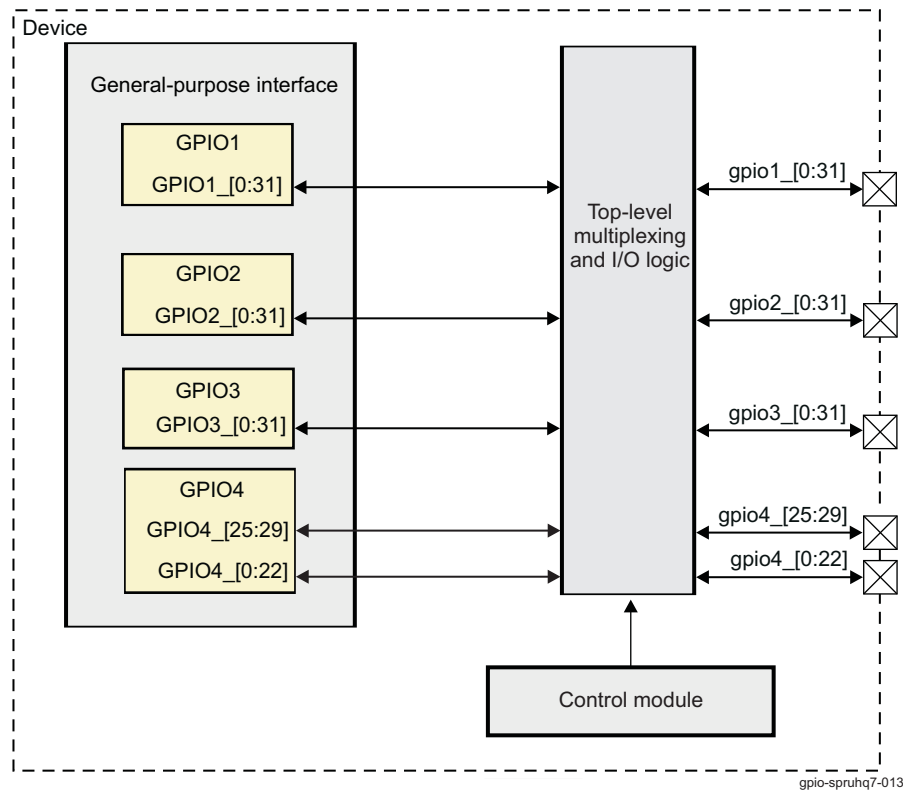 Device
General-purpose interface
GPIO1
GPIO1_[0:31]
GPIO2
GPIO2_[0:31]
GPIO3
GPIO3_[0:31]
GPIO4
GPIO4_[25:29]
GPIO4_[0:22]
Top-level
multiplexing
and I/O logic
gpio1_[0:31]
gpio2_[0:31]
gpio3_[0:31]
gpio4_[25:29]
gpio4_[0:22]
Control module
gpio-spruhq7-013